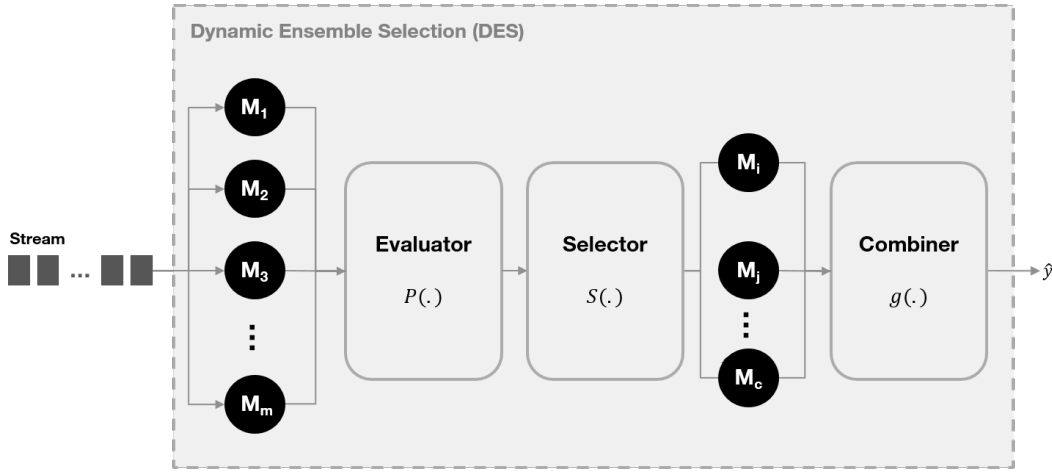 Dynamic Ensemble Selection (DES)
M1
M2
Stream
...
M3
⋮
Mm
Evaluator
P(.)
Selector
S(.)
Mi
Mj
⋮
Mc
Combiner
g(.)
ŷ